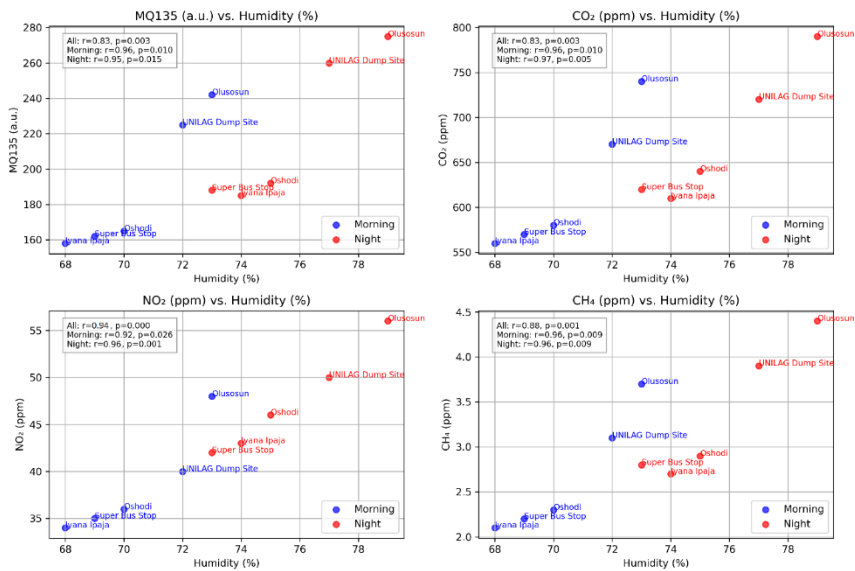 MQ135 (a.u.) vs. Humidity (%)
All: r=0.83, p=0.003
Morning: r=0.96, p=0.010
Night: r=0.95, p=0.015
MQ135 (a.u.)
280
260
240
220
200
180
160
Olusosun
UNILAG Dump Site
Olusosun
UNILAG Dump Site
Oshodi
Super Bus Stop
Iyana Ipaja
Oshodi
Super Bus Stop
Iyana Ipaja
Morning
Night
68 70 72 74 76 78
Humidity (%)
CO₂ (ppm) vs. Humidity (%)
All: r=0.83, p=0.003
Morning: r=0.96, p=0.010
Night: r=0.97, p=0.005
CO₂ (ppm)
800
750
700
650
600
550
Olusosun
Olusosun
UNILAG Dump Site
UNILAG Dump Site
Oshodi
Super Bus Stop
Iyana Ipaja
Oshodi
Super Bus Stop
Iyana Ipaja
Morning
Night
68 70 72 74 76 78
Humidity (%)
NO₂ (ppm) vs. Humidity (%)
All: r=0.94, p=0.000
Morning: r=0.92, p=0.026
Night: r=0.96, p=0.001
NO₂ (ppm)
55
50
45
40
35
Olusosun
UNILAG Dump Site
Olusosun
Oshodi
Iyana Ipaja
Super Bus Stop
UNILAG Dump Site
Oshodi
Super Bus Stop
Iyana Ipaja
Morning
Night
68 70 72 74 76 78
Humidity (%)
CH₄ (ppm) vs. Humidity (%)
All: r=0.88, p=0.001
Morning: r=0.96, p=0.009
Night: r=0.96, p=0.009
CH₄ (ppm)
4.5
4.0
3.5
3.0
2.5
2.0
Olusosun
UNILAG Dump Site
Olusosun
UNILAG Dump Site
Oshodi
Super Bus Stop
Iyana Ipaja
Oshodi
Super Bus Stop
Iyana Ipaja
Morning
Night
68 70 72 74 76 78
Humidity (%)